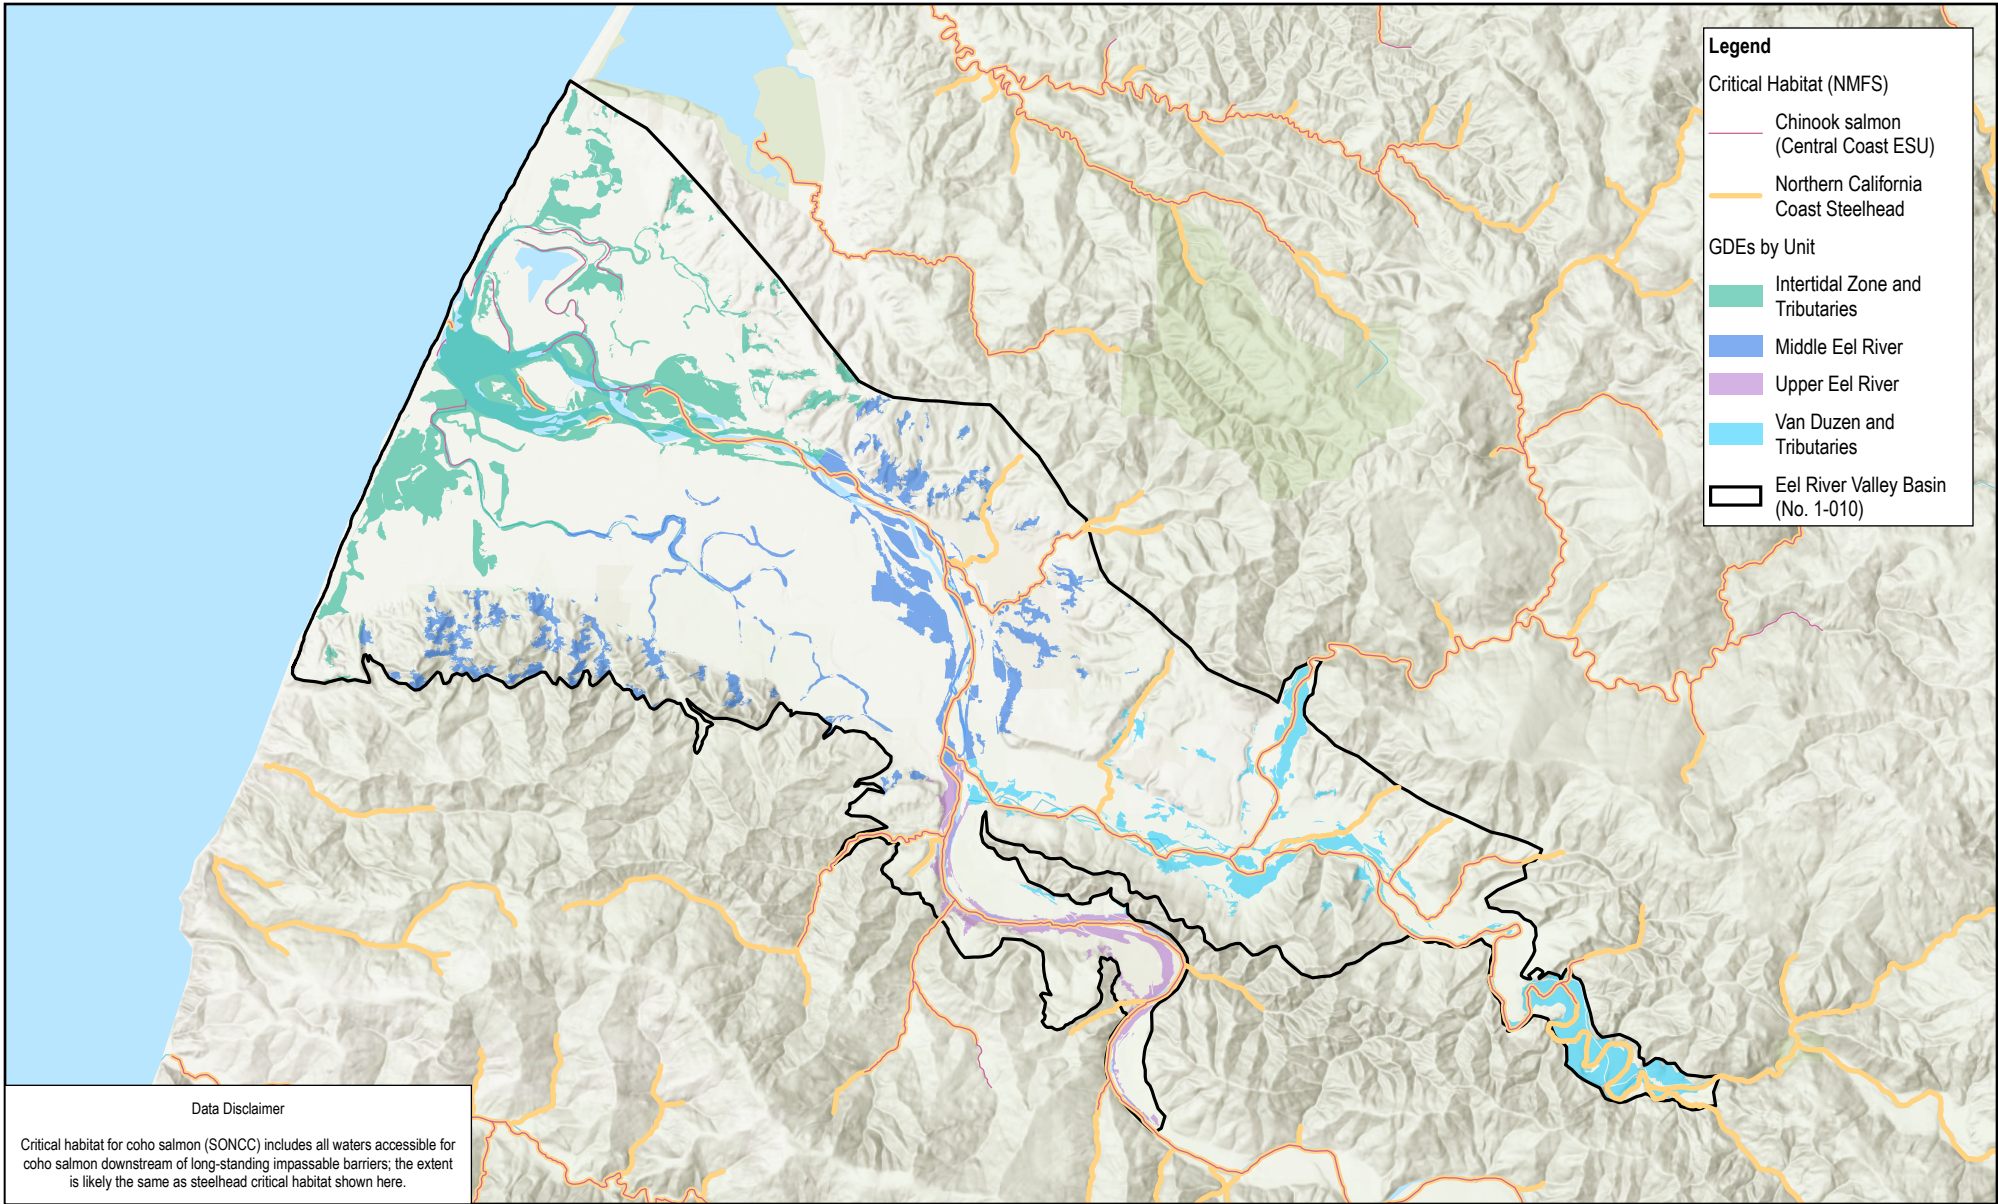 Legend
Critical Habitat (NMFS)
Chinook salmon
(Central Coast ESU)
Northern California
Coast Steelhead
GDEs by Unit
Intertidal Zone and
Tributaries
Middle Eel River
Upper Eel River
Van Duzen and
Tributaries
Eel River Valley Basin
(No. 1-010)
Data Disclaimer
Critical habitat for coho salmon (SONCC) includes all waters accessible for
coho salmon downstream of long-standing impassable barriers; the extent
is likely the same as steelhead critical habitat shown here.